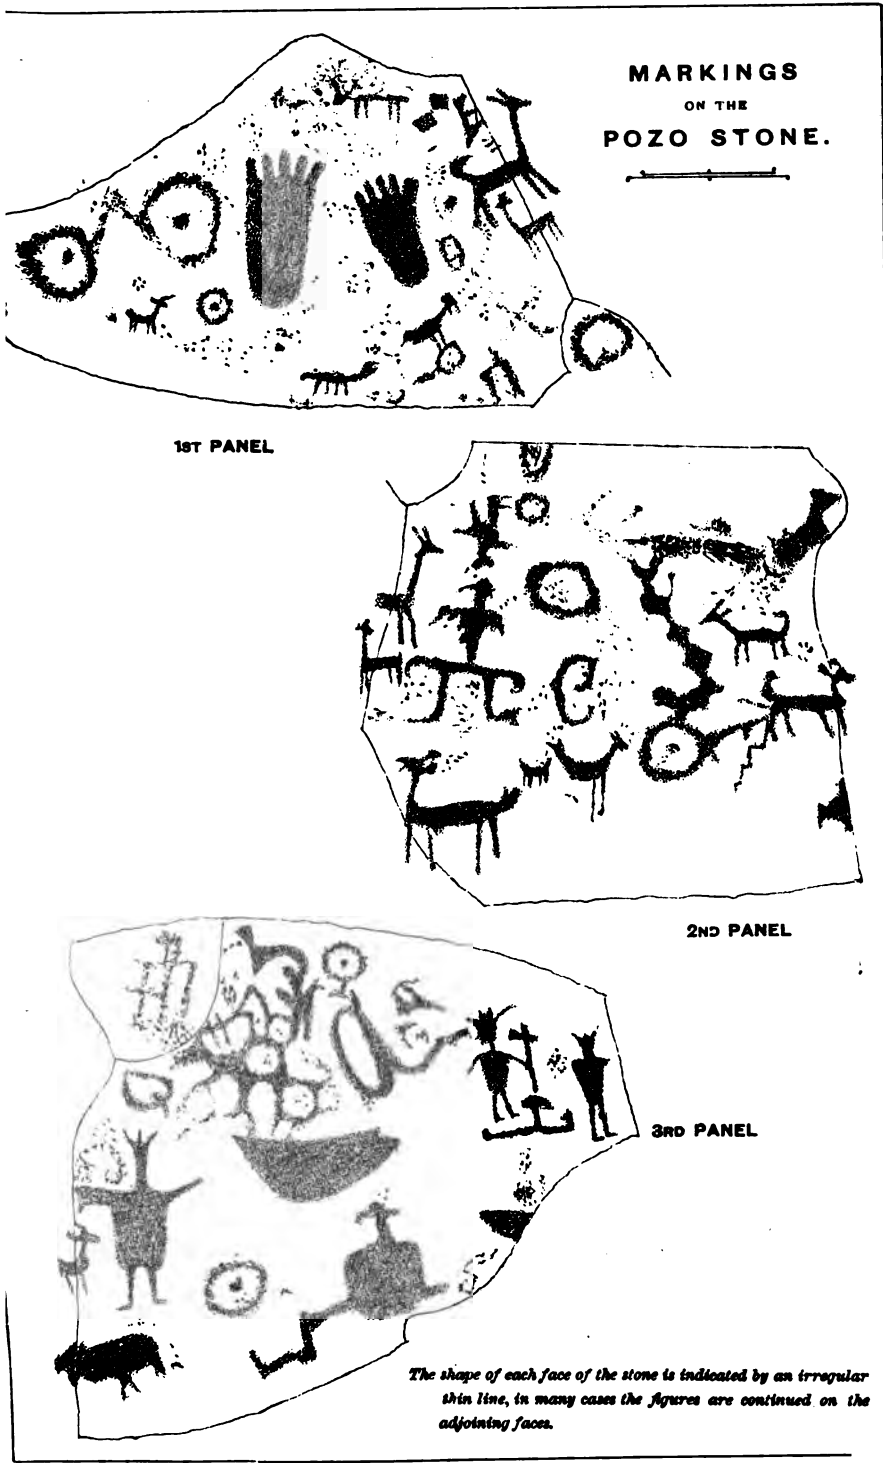 MARKINGS
ON THE
POZO STONE.
1ST PANEL
2ND PANEL
3RD PANEL
The shape of each face of the stone is indicated by an irregular
thin line, in many cases the figures are continued on the
adjoining faces.